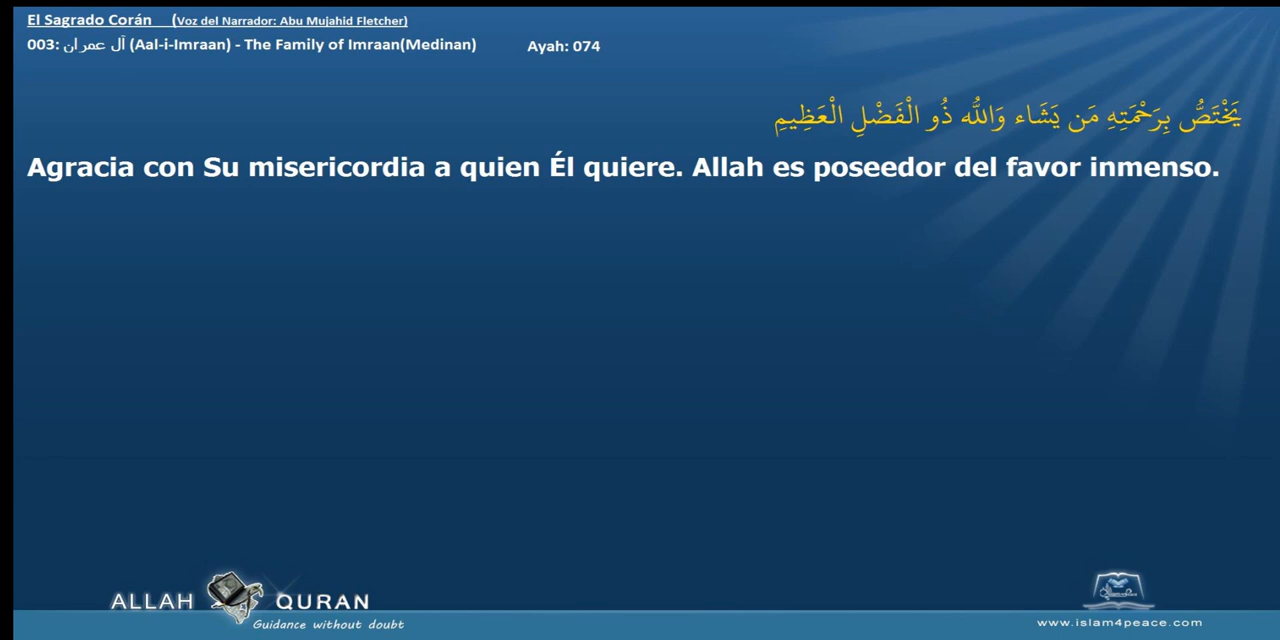 El Sagrado Corán (Voz del Narrador: Abu Mujahid Fletcher)
003: آل عمران (Aal-i-Imraan) - The Family of Imraan(Medinan) Ayah: 074
يَخْتَصُّ بِرَحْمَتِهِ مَن يَشَاء وَاللّه ذُو الْفَضْلِ الْعَظِيمِ
Agracia con Su misericordia a quien Él quiere. Allah es poseedor del favor inmenso.
ALLAH QURAN
Guidance without doubt
www.islam4peace.com